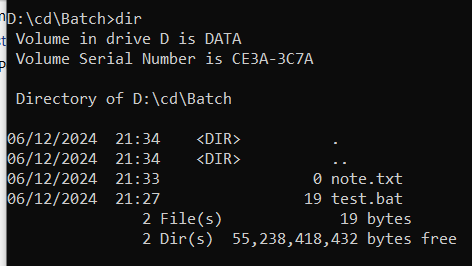 D:\cd\Batch>dir
 Volume in drive D is DATA
 Volume Serial Number is CE3A-3C7A

 Directory of D:\cd\Batch

06/12/2024  21:34    <DIR>          .
06/12/2024  21:34    <DIR>          ..
06/12/2024  21:33                 0 note.txt
06/12/2024  21:27                19 test.bat
               2 File(s)             19 bytes
               2 Dir(s)  55,238,418,432 bytes free